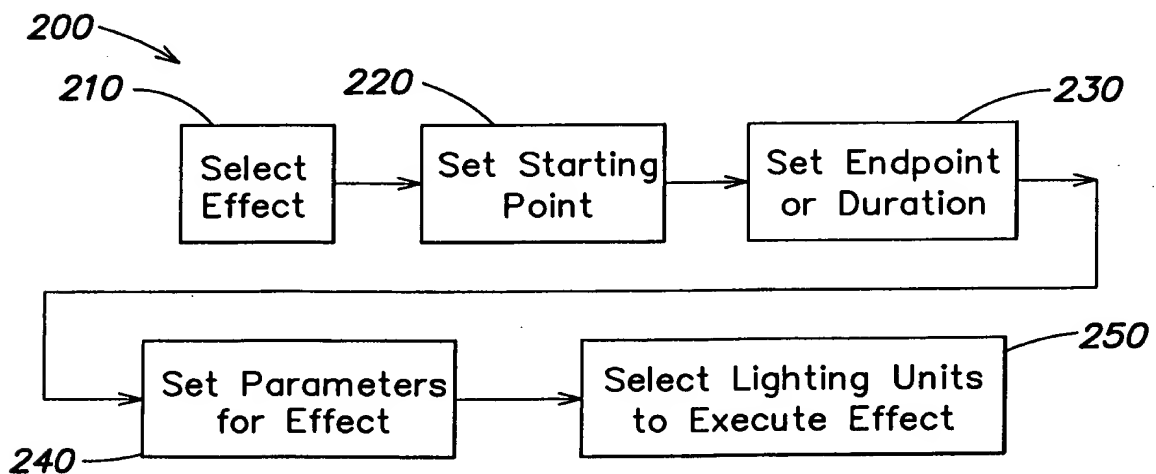 200
210
220
230
Select
Effect
Set Starting
Point
Set Endpoint
or Duration
Set Parameters
for Effect
Select Lighting Units
to Execute Effect
240
250